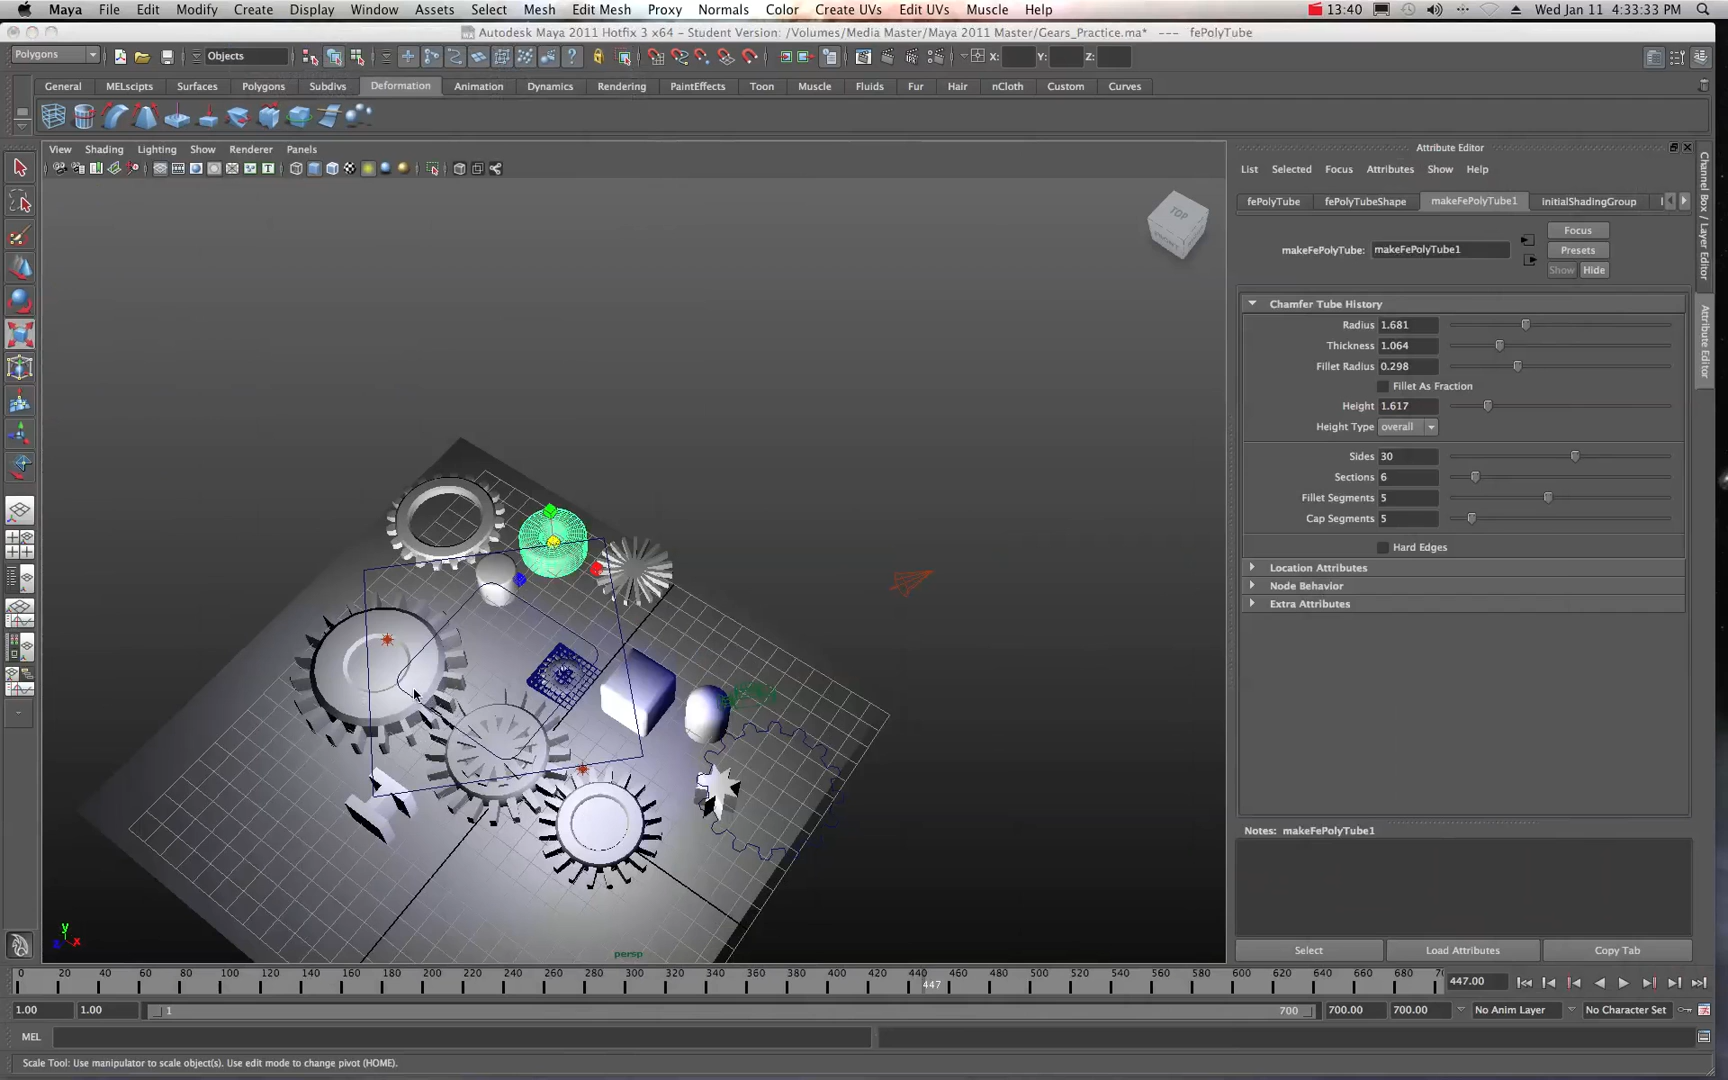 Maya File Edit Modify Create Display Window Assets Select Mesh Edit Mesh Proxy Normals Color Create UVs Edit UVs Muscle Help 13:40 Wed Jan 11 4:33:33 PM
Autodesk Maya 2011 Hotfix 3 x64 - Student Version: /Volumes/Media Master/Maya 2011 Master/Gears_Practice.ma* --- fePolyTube
Polygons Objects X: Y: Z:
General MELscipts Surfaces Polygons Subdivs Deformation Animation Dynamics Rendering PaintEffects Toon Muscle Fluids Fur Hair nCloth Custom Curves
View Shading Lighting Show Renderer Panels
Attribute Editor
List Selected Focus Attributes Show Help
fePolyTube fePolyTubeShape makeFePolyTube1 initialShadingGroup
Focus
makeFePolyTube: makeFePolyTube1
Presets
Show Hide
Chamfer Tube History
Radius 1.681
Thickness 1.064
Fillet Radius 0.298
Fillet As Fraction
Height 1.617
Height Type overall
Sides 30
Sections 6
Fillet Segments 5
Cap Segments 5
Hard Edges
Location Attributes
Node Behavior
Extra Attributes
Channel Box / Layer Editor
Attribute Editor
TOP
FRONT
Notes: makeFePolyTube1
Select Load Attributes Copy Tab
y
z x
persp
0 20 40 60 80 100 120 140 160 180 200 220 240 260 280 300 320 340 360 380 400 420 440 460 480 500 520 540 560 580 600 620 640 660 680 70
447
447.00
1.00 1.00 1 700 700.00 700.00 No Anim Layer No Character Set
MEL
Scale Tool: Use manipulator to scale object(s). Use edit mode to change pivot (HOME).